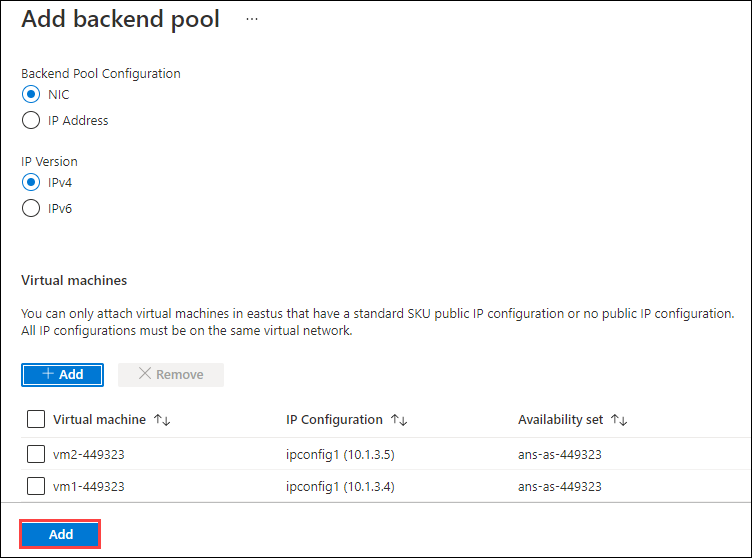 Add backend pool ...
Backend Pool Configuration
NIC
IP Address
IP Version
IPv4
IPv6
Virtual machines
You can only attach virtual machines in eastus that have a standard SKU public IP configuration or no public IP configuration.
All IP configurations must be on the same virtual network.
+ Add × Remove
Virtual machine ↑↓ IP Configuration ↑↓ Availability set ↑↓
vm2-449323 ipconfig1 (10.1.3.5) ans-as-449323
vm1-449323 ipconfig1 (10.1.3.4) ans-as-449323
Add